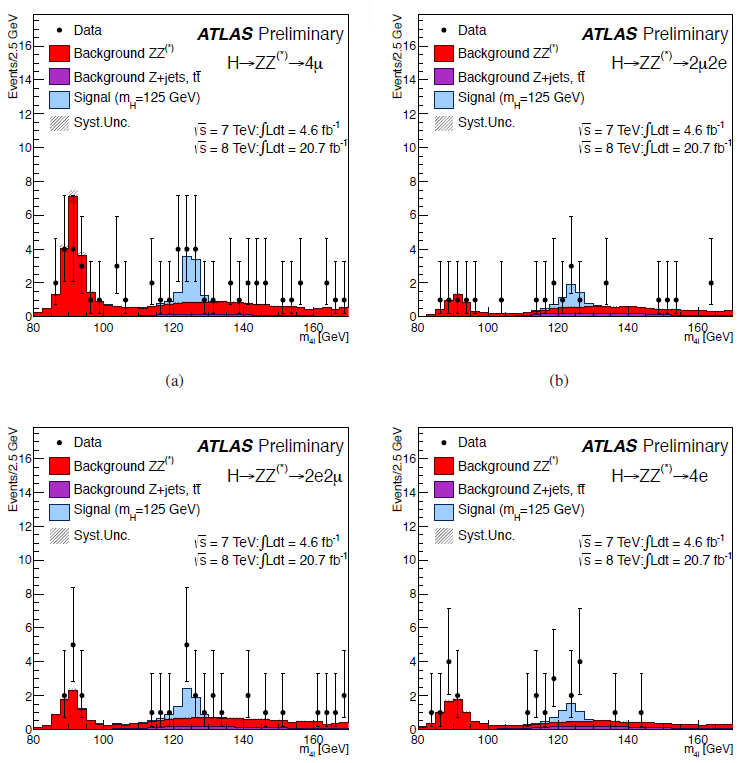 Events/2.5 GeV
Data
ATLAS Preliminary
Background ZZ(*)
H→ZZ(*)→4μ
Background Z+jets, tt̄
Signal (mH=125 GeV)
Syst.Unc.
√s = 7 TeV:∫Ldt = 4.6 fb-1
√s = 8 TeV:∫Ldt = 20.7 fb-1
16
14
12
10
8
6
4
2
0
80 100 120 140 160
m4l [GeV]
(a)
Events/2.5 GeV
Data
ATLAS Preliminary
Background ZZ(*)
H→ZZ(*)→2μ2e
Background Z+jets, tt̄
Signal (mH=125 GeV)
Syst.Unc.
√s = 7 TeV:∫Ldt = 4.6 fb-1
√s = 8 TeV:∫Ldt = 20.7 fb-1
16
14
12
10
8
6
4
2
0
80 100 120 140 160
m4l [GeV]
(b)
Events/2.5 GeV
Data
ATLAS Preliminary
Background ZZ(*)
H→ZZ(*)→2e2μ
Background Z+jets, tt̄
Signal (mH=125 GeV)
Syst.Unc.
√s = 7 TeV:∫Ldt = 4.6 fb-1
√s = 8 TeV:∫Ldt = 20.7 fb-1
16
14
12
10
8
6
4
2
0
80 100 120 140 160
m4l [GeV]
Events/2.5 GeV
Data
ATLAS Preliminary
Background ZZ(*)
H→ZZ(*)→4e
Background Z+jets, tt̄
Signal (mH=125 GeV)
Syst.Unc.
√s = 7 TeV:∫Ldt = 4.6 fb-1
√s = 8 TeV:∫Ldt = 20.7 fb-1
16
14
12
10
8
6
4
2
0
80 100 120 140 160
m4l [GeV]